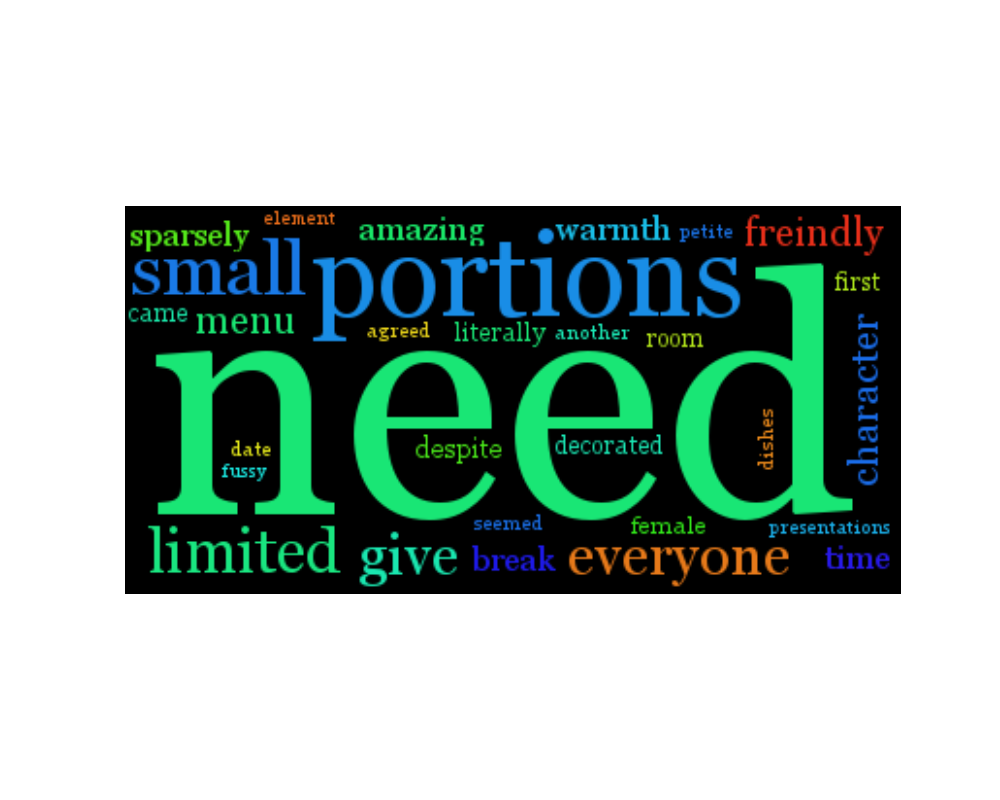 element
sparsely
amazing
warmth
petite
freindly
small
portions
first
came
menu
agreed
literally
another
room
character
need
date
fussy
despite
decorated
dishes
limited
seemed
female
presentations
give
break
everyone
time